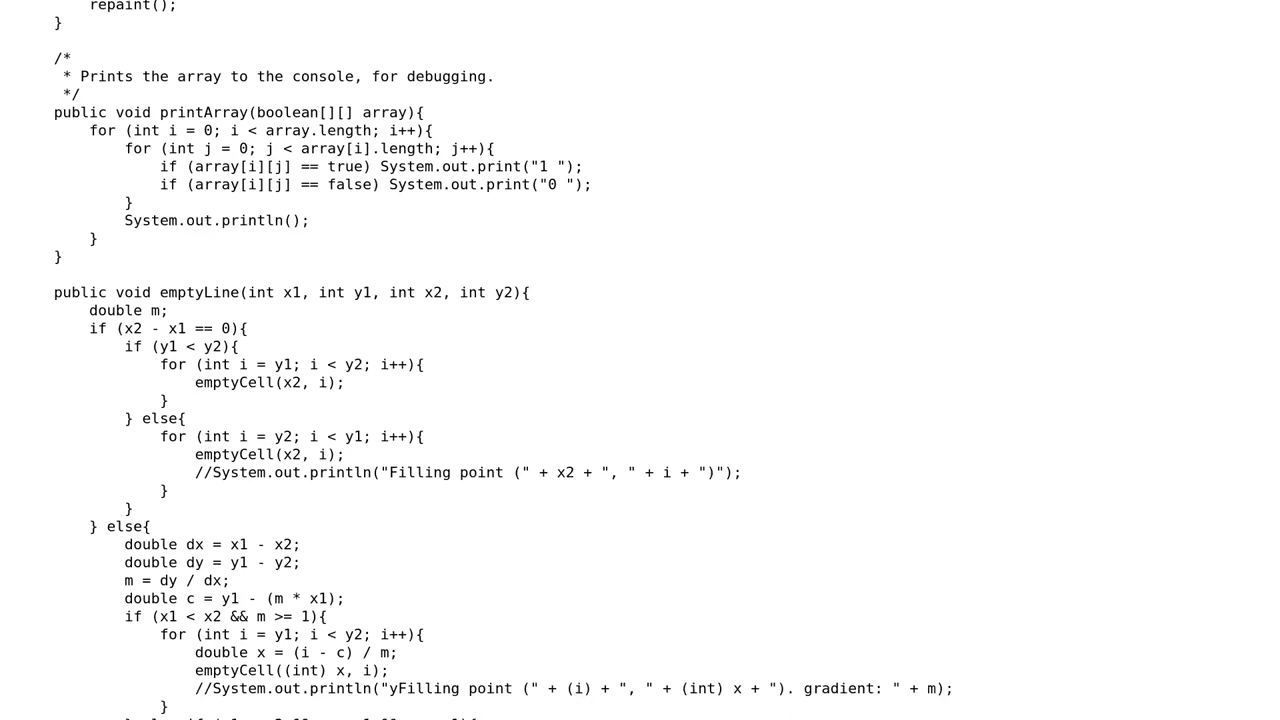 repaint();
    }

    /*
     * Prints the array to the console, for debugging.
     */
    public void printArray(boolean[][] array){
        for (int i = 0; i < array.length; i++){
            for (int j = 0; j < array[i].length; j++){
                if (array[i][j] == true) System.out.print("1 ");
                if (array[i][j] == false) System.out.print("0 ");
            }
            System.out.println();
        }
    }

    public void emptyLine(int x1, int y1, int x2, int y2){
        double m;
        if (x2 - x1 == 0){
            if (y1 < y2){
                for (int i = y1; i < y2; i++){
                    emptyCell(x2, i);
                }
            } else{
                for (int i = y2; i < y1; i++){
                    emptyCell(x2, i);
                    //System.out.println("Filling point (" + x2 + ", " + i + ")");
                }
            }
        } else{
            double dx = x1 - x2;
            double dy = y1 - y2;
            m = dy / dx;
            double c = y1 - (m * x1);
            if (x1 < x2 && m >= 1){
                for (int i = y1; i < y2; i++){
                    double x = (i - c) / m;
                    emptyCell((int) x, i);
                    //System.out.println("yFilling point (" + (i) + ", " + (int) x + "). gradient: " + m);
                }